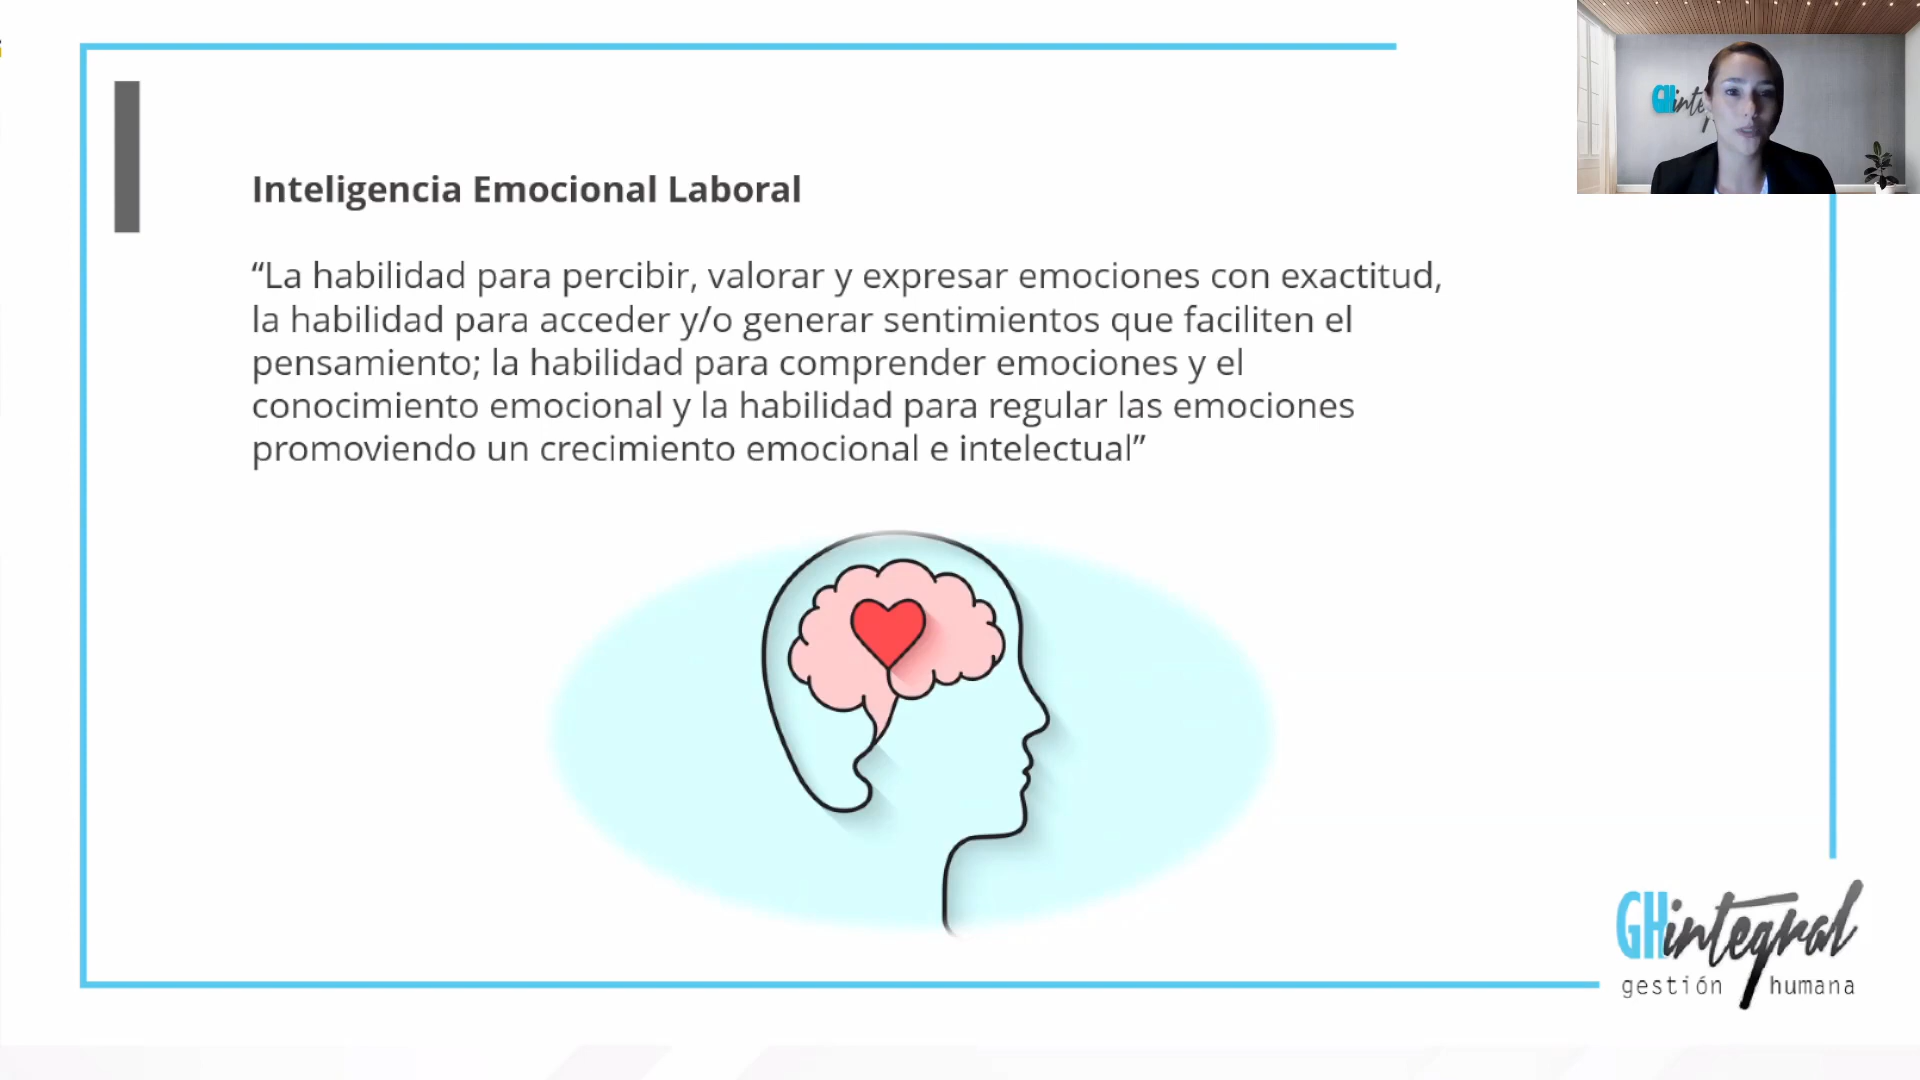 Inteligencia Emocional Laboral
“La habilidad para percibir, valorar y expresar emociones con exactitud,
la habilidad para acceder y/o generar sentimientos que faciliten el
pensamiento; la habilidad para comprender emociones y el
conocimiento emocional y la habilidad para regular las emociones
promoviendo un crecimiento emocional e intelectual”
GHinte
GHintegral
gestión humana